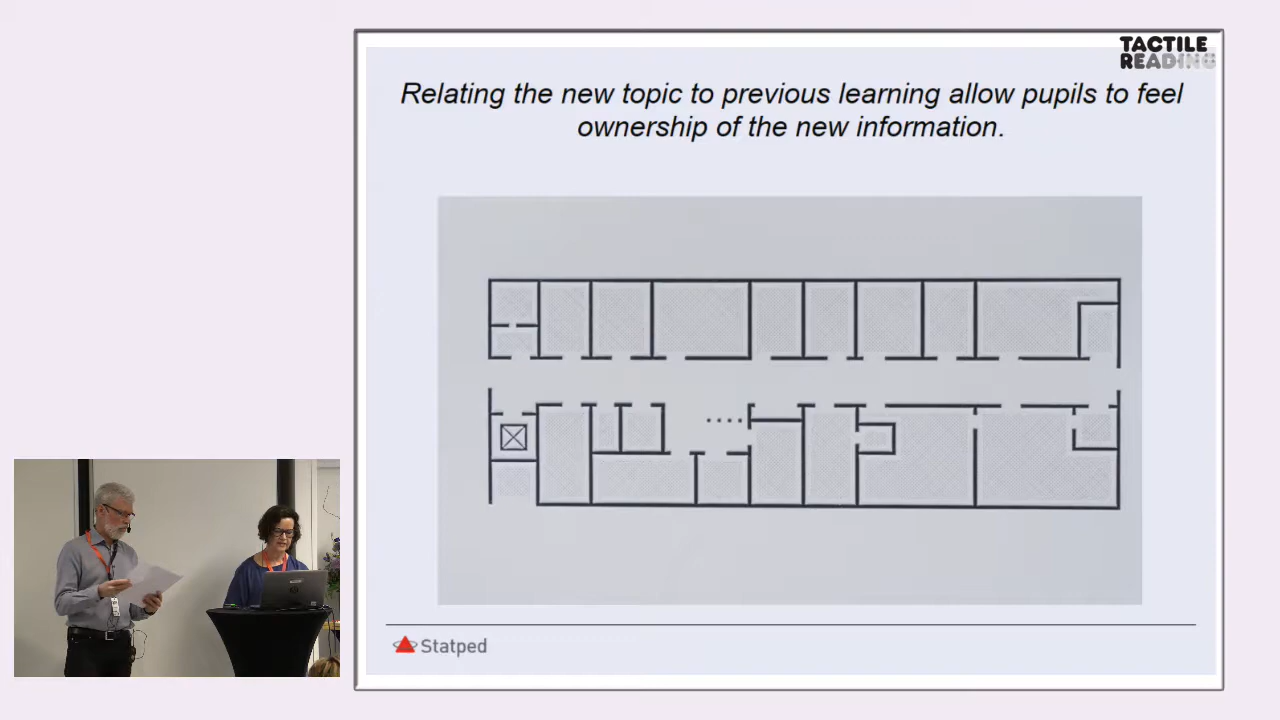 TACTILE
READING
Relating the new topic to previous learning allow pupils to feel
ownership of the new information.
Statped